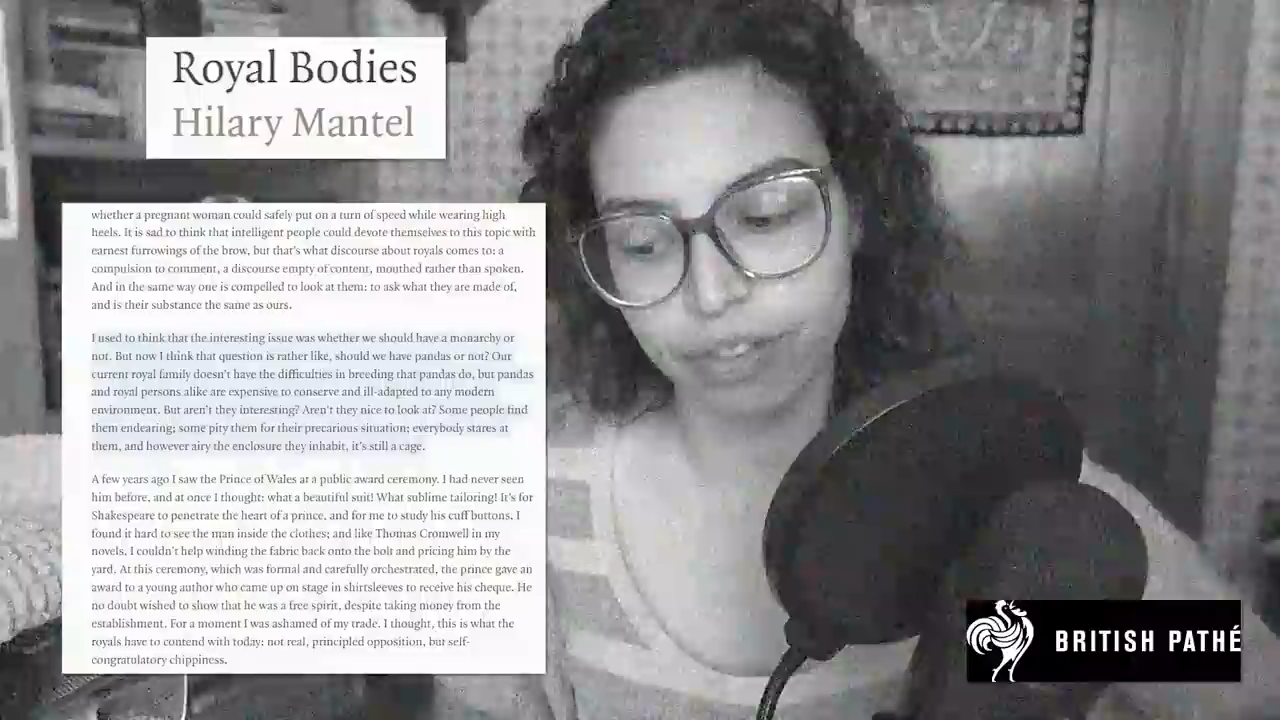 Royal Bodies
Hilary Mantel
whether a pregnant woman could safely put on a turn of speed while wearing high
heels. It is sad to think that intelligent people could devote themselves to this topic with
earnest furrowings of the brow, but that's what discourse about royals comes to: a
compulsion to comment, a discourse empty of content, mouthed rather than spoken.
And in the same way one is compelled to look at them: to ask what they are made of,
and is their substance the same as ours.
I used to think that the interesting issue was whether we should have a monarchy or
not. But now I think that question is rather like, should we have pandas or not? Our
current royal family doesn't have the difficulties in breeding that pandas do, but pandas
and royal persons alike are expensive to conserve and ill-adapted to any modern
environment. But aren't they interesting? Aren't they nice to look at? Some people find
them endearing; some pity them for their precarious situation; everybody stares at
them, and however airy the enclosure they inhabit, it's still a cage.
A few years ago I saw the Prince of Wales at a public award ceremony. I had never seen
him before, and at once I thought: what a beautiful suit! What sublime tailoring! It's for
Shakespeare to penetrate the heart of a prince, and for me to study his cuff buttons. I
found it hard to see the man inside the clothes; and like Thomas Cromwell in my
novels, I couldn't help winding the fabric back onto the bolt and pricing him by the
yard. At this ceremony, which was formal and carefully orchestrated, the prince gave an
award to a young author who came up on stage in shirtsleeves to receive his cheque. He
no doubt wished to show that he was a free spirit, despite taking money from the
establishment. For a moment I was ashamed of my trade. I thought, this is what the
royals have to contend with today: not real, principled opposition, but self-
congratulatory chippiness.
BRITISH PATHÉ